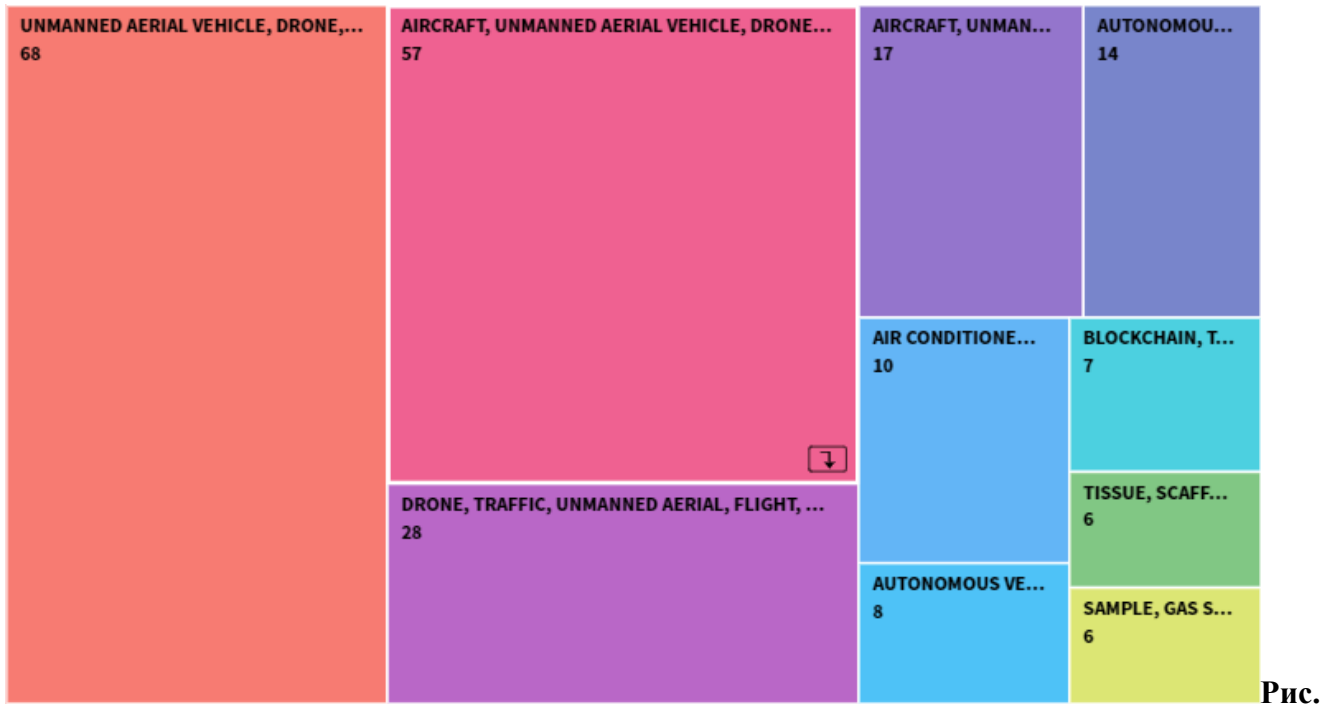 UNMANNED AERIAL VEHICLE, DRONE,...
68
AIRCRAFT, UNMANNED AERIAL VEHICLE, DRONE...
57
DRONE, TRAFFIC, UNMANNED AERIAL, FLIGHT, ...
28
AIRCRAFT, UNMAN...
17
AUTONOMOU...
14
AIR CONDITIONE...
10
BLOCKCHAIN, T...
7
AUTONOMOUS VE...
8
TISSUE, SCAFF...
6
SAMPLE, GAS S...
6
Рис.